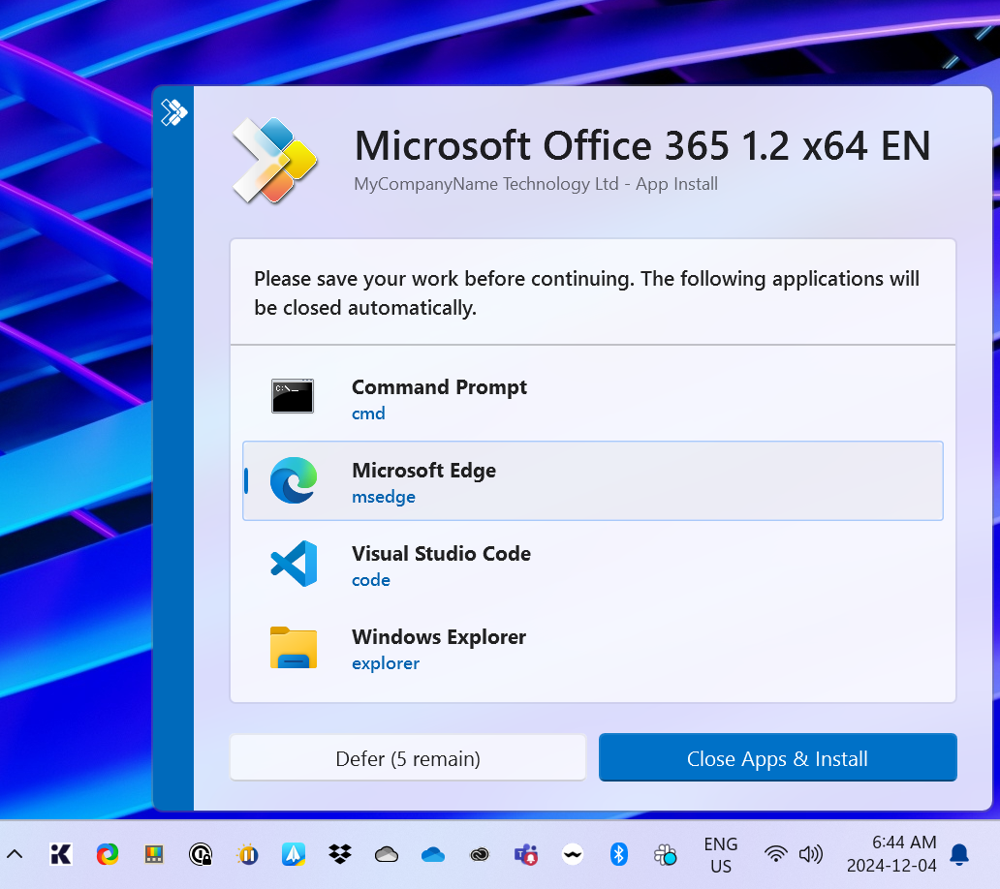 Microsoft Office 365 1.2 x64 EN
MyCompanyName Technology Ltd - App Install
Please save your work before continuing. The following applications will
be closed automatically.
C:\_
Command Prompt
cmd
Microsoft Edge
msedge
Visual Studio Code
code
Windows Explorer
explorer
Defer (5 remain)
Close Apps & Install
ENG
US
6:44 AM
2024-12-04